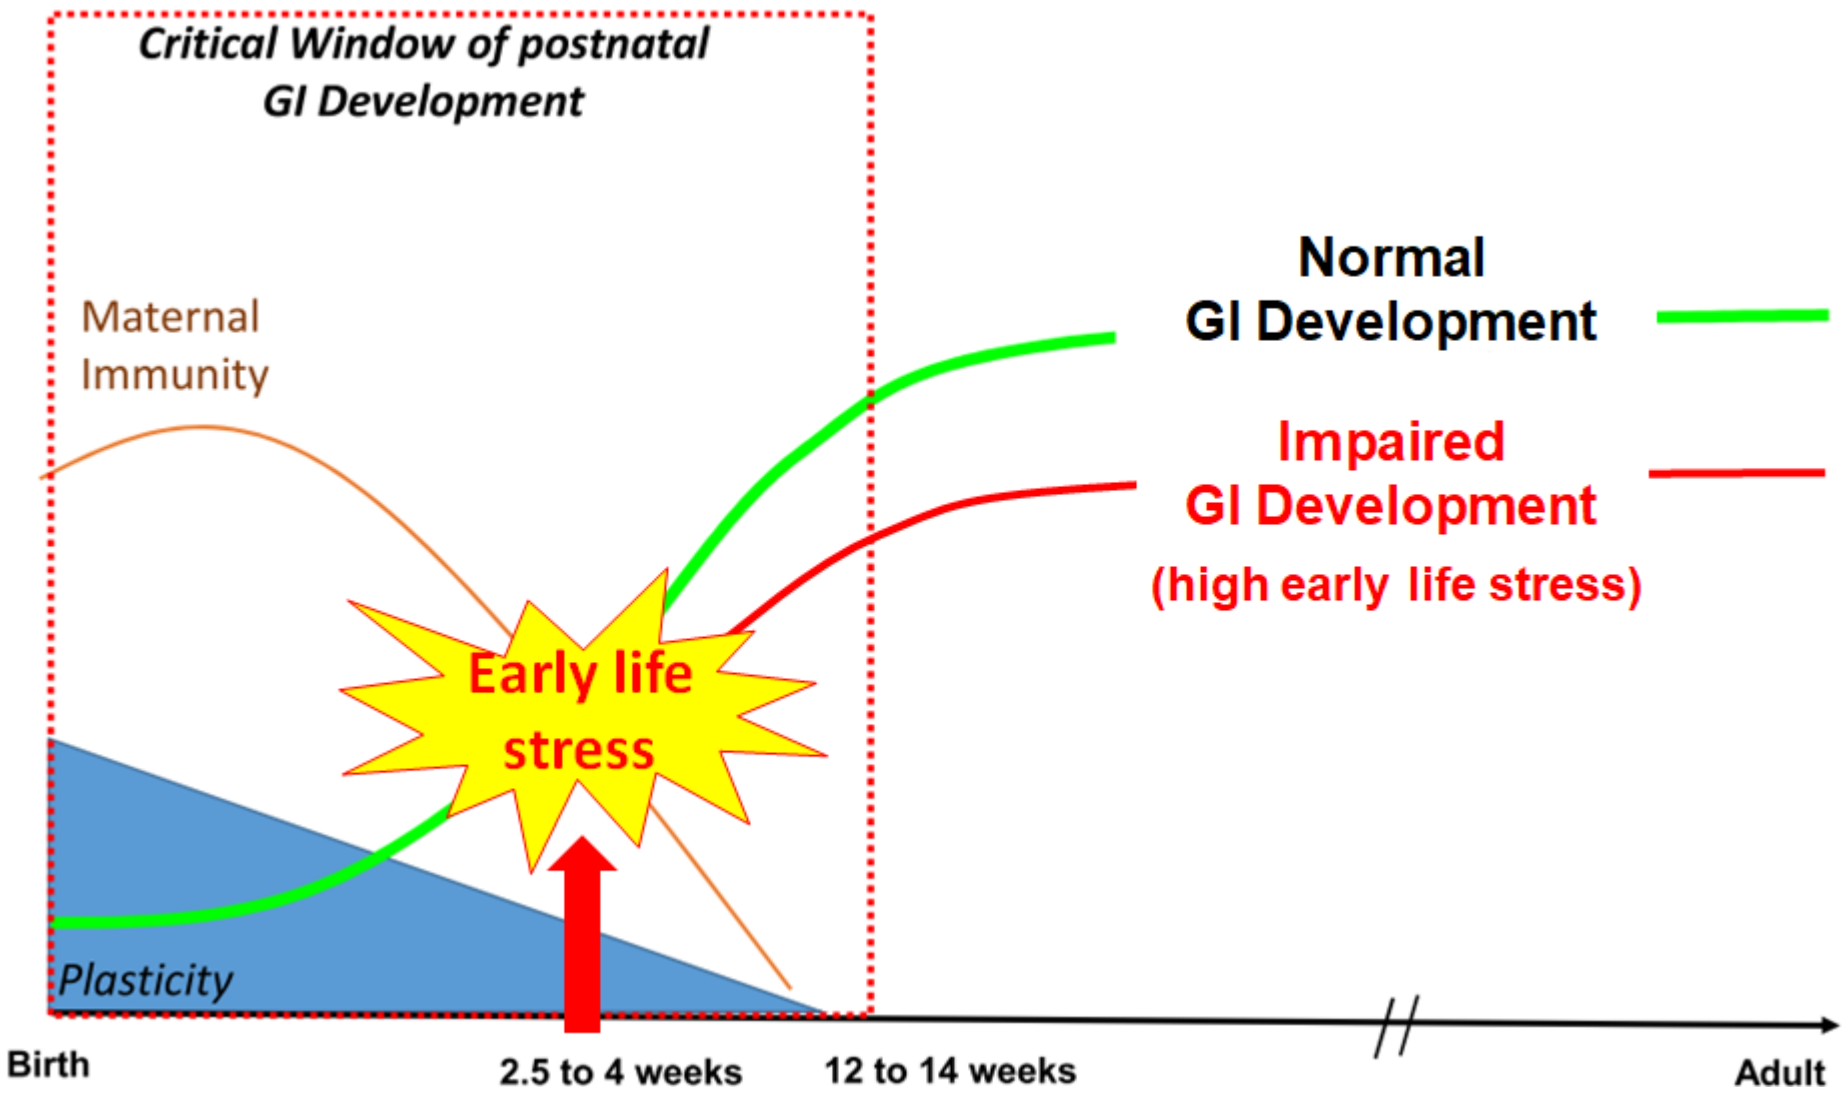 Critical Window of postnatal
GI Development
Maternal
Immunity
Normal
GI Development
Impaired
GI Development
(high early life stress)
Early life
stress
Plasticity
Birth
2.5 to 4 weeks
12 to 14 weeks
Adult